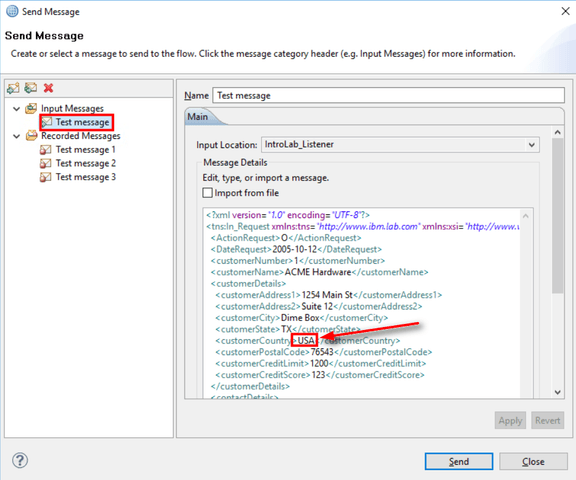 Send Message
Send Message
Create or select a message to send to the flow. Click the message category header (e.g. Input Messages) for more information.
Input Messages
Test message
Recorded Messages
Test message 1
Test message 2
Test message 3
Name Test message
Main
Input Location: IntroLab_Listener
Message Details
Edit, type, or import a message.
Import from file
<?xml version="1.0" encoding="UTF-8"?>
<tns:In_Request xmlns:tns="http://www.ibm.lab.com" xmlns:xsi="http://www.
<ActionRequest>O</ActionRequest>
<DateRequest>2005-10-12</DateRequest>
<customerNumber>1</customerNumber>
<customerName>ACME Hardware</customerName>
<customerDetails>
<customerAddress1>1254 Main St</customerAddress1>
<customerAddress2>Suite 12</customerAddress2>
<customerCity>Dime Box</customerCity>
<cutomerState>TX</cutomerState>
<customerCountry>USA</customerCountry>
<customerPostalCode>76543</customerPostalCode>
<customerCreditLimit>1200</customerCreditLimit>
<customerCreditScore>123</customerCreditScore>
</customerDetails>
<contactDetails>
Apply Revert
? Send Close